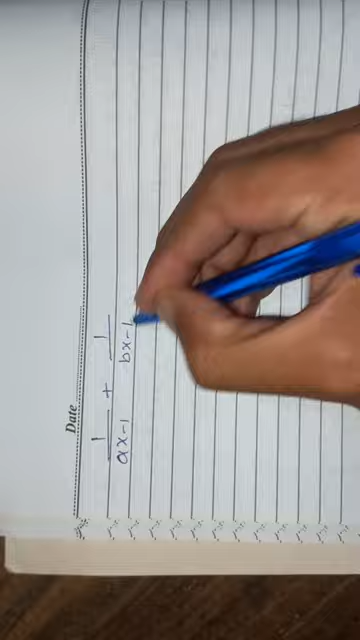 Date
1/(ax-1) + 1/(bx-1)